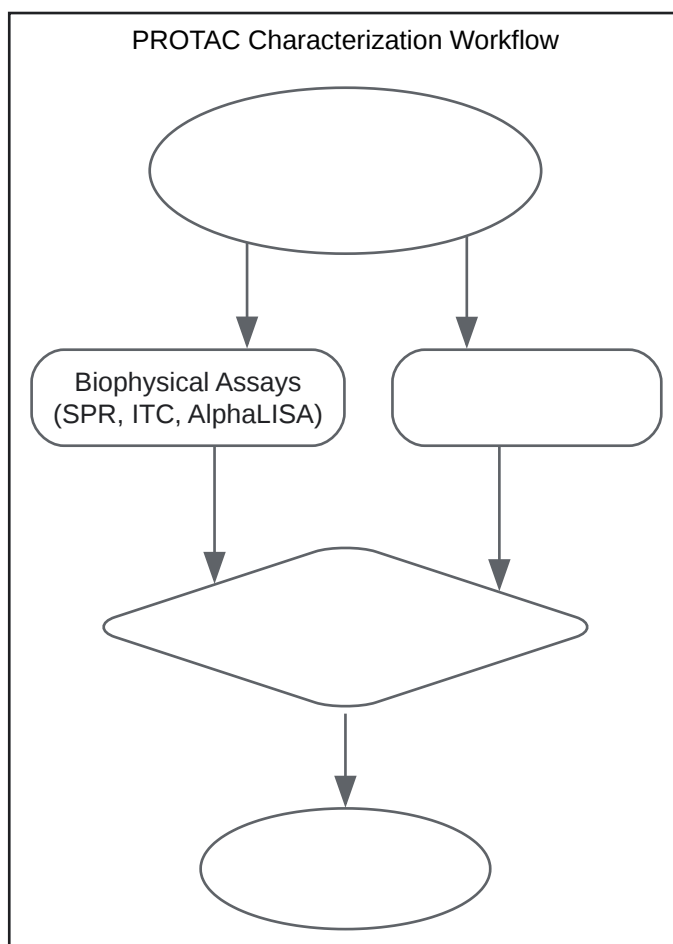 PROTAC Characterization Workflow
Biophysical Assays
(SPR, ITC, AlphaLISA)